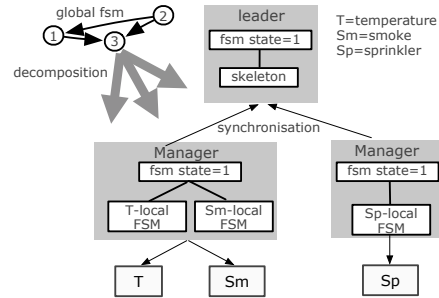 global fsm
1
2
3
decomposition
leader
fsm state=1
skeleton
T=temperature
Sm=smoke
Sp=sprinkler
synchronisation
Manager
fsm state=1
T-local
FSM
Sm-local
FSM
Manager
fsm state=1
Sp-local
FSM
T
Sm
Sp